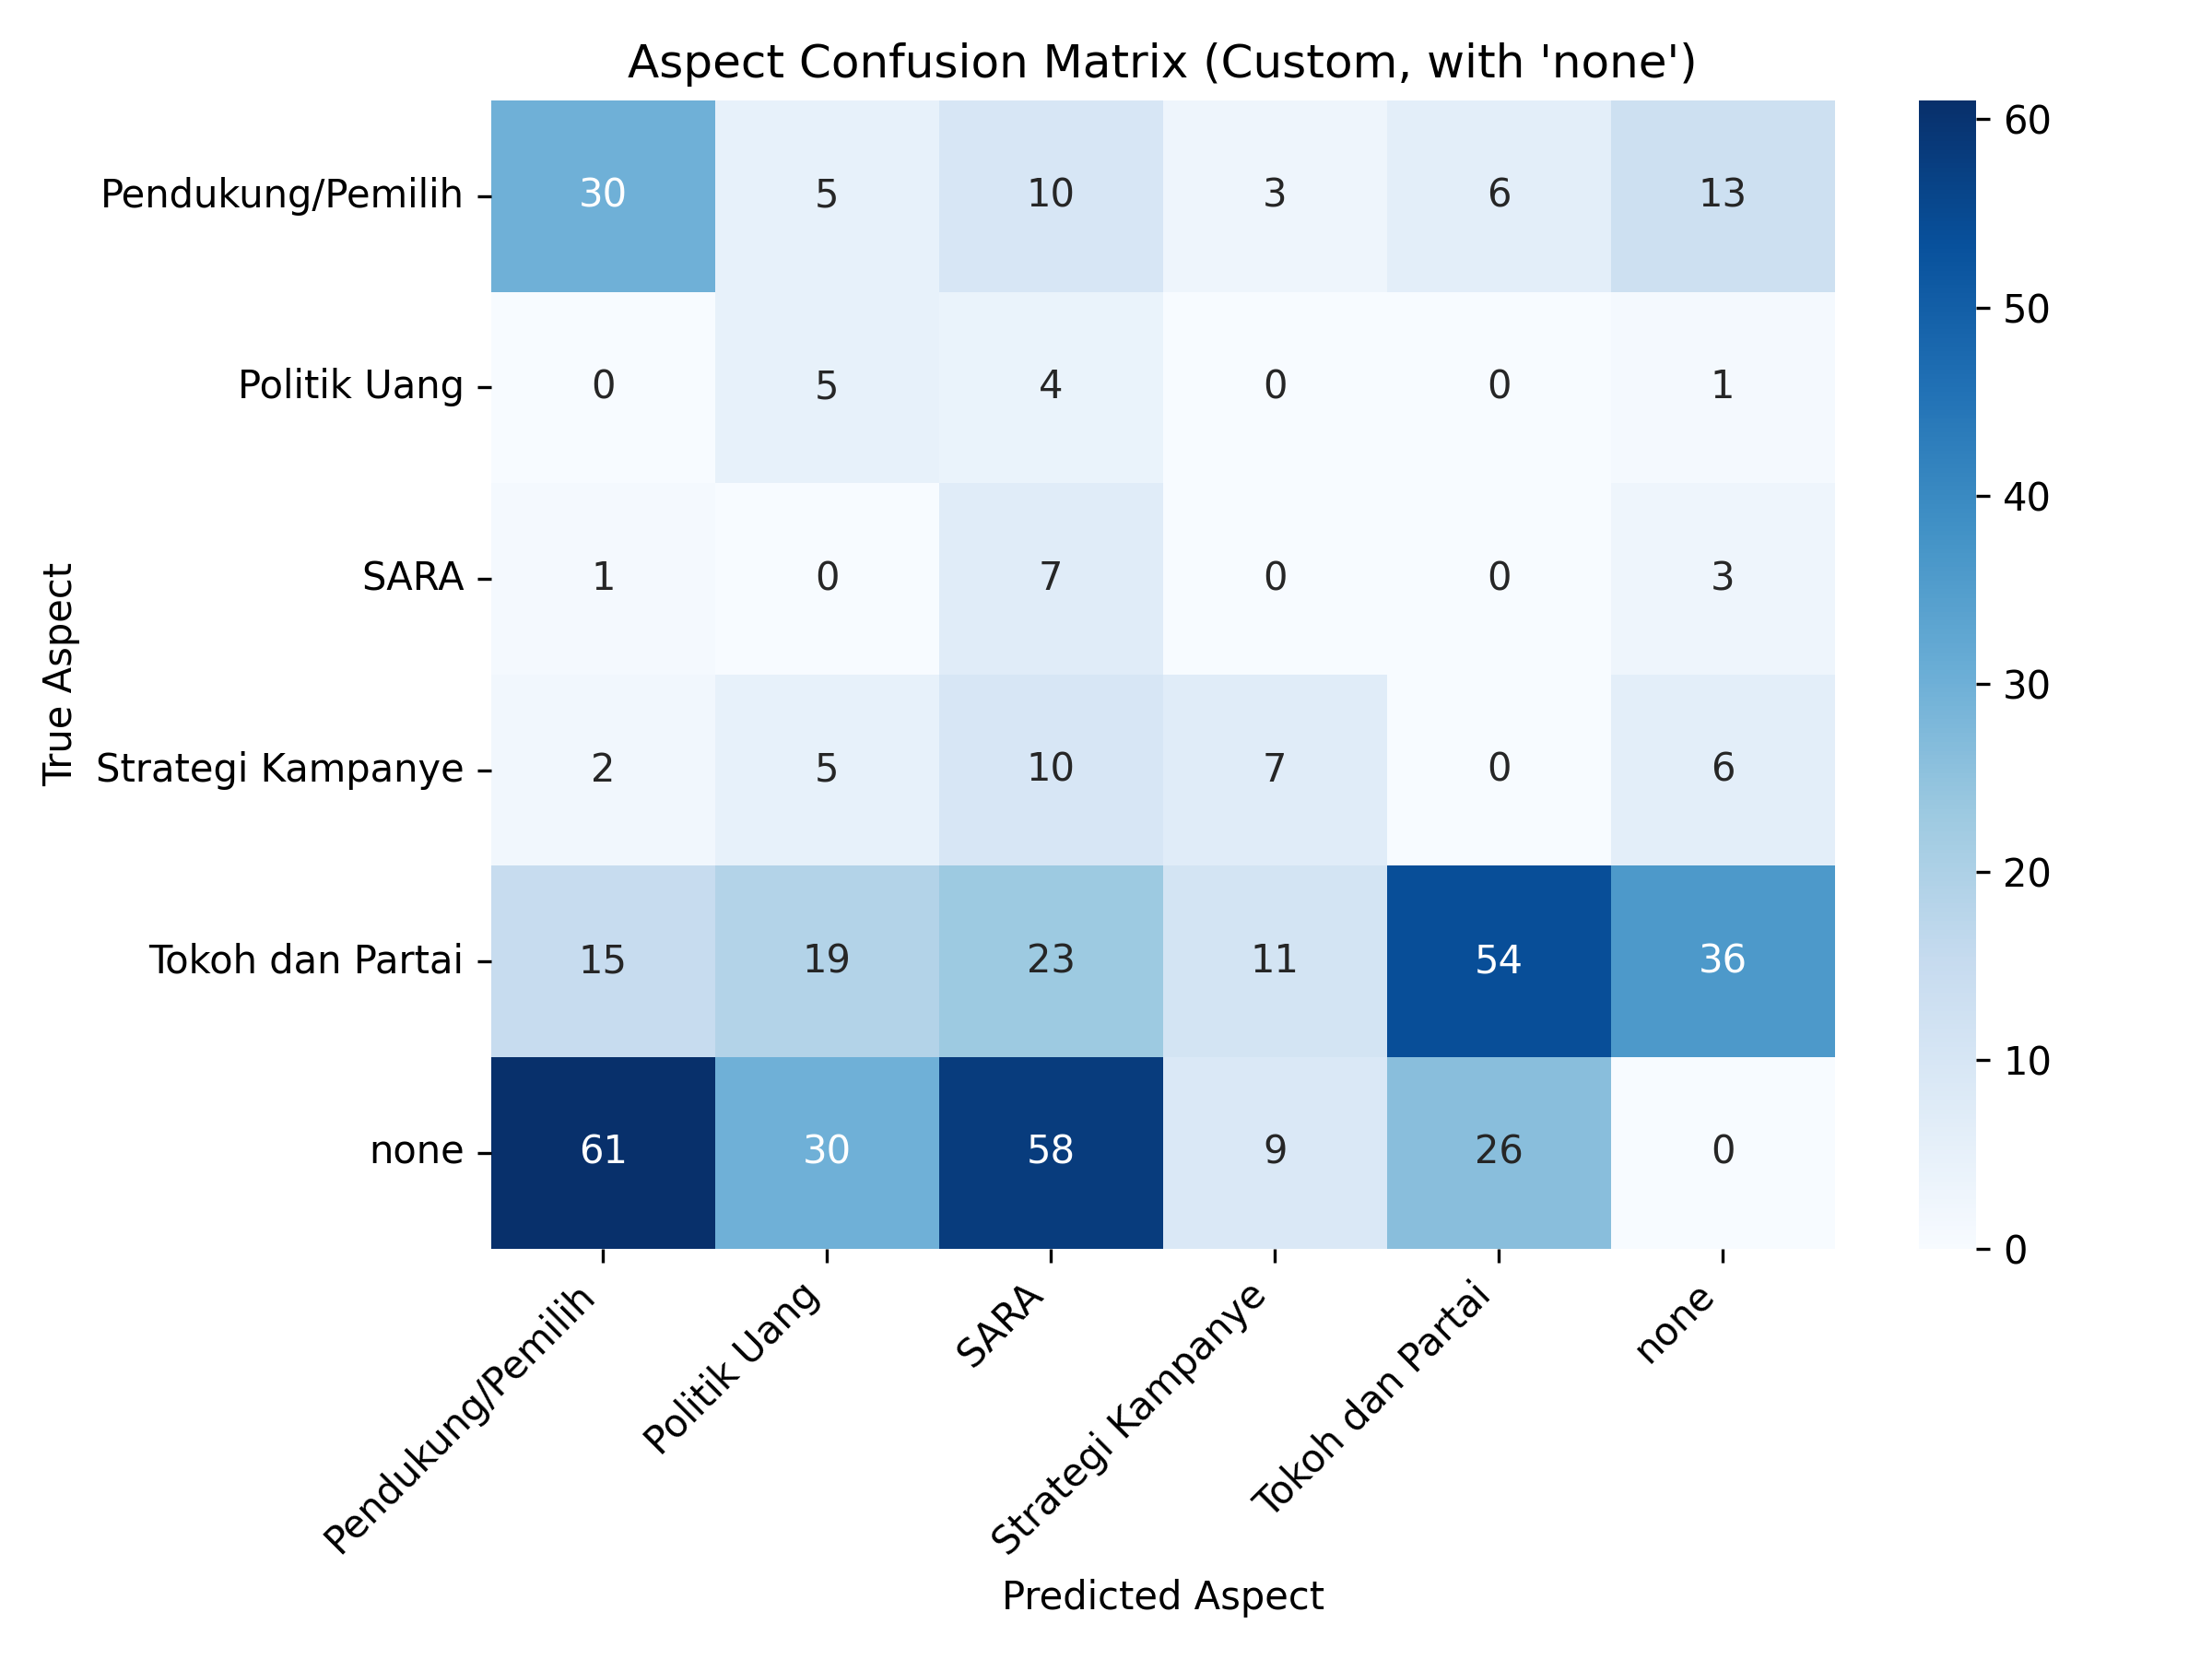 Aspect Confusion Matrix (Custom, with 'none')
True Aspect
Pendukung/Pemilih 30 5 10 3 6 13
Politik Uang 0 5 4 0 0 1
SARA 1 0 7 0 0 3
Strategi Kampanye 2 5 10 7 0 6
Tokoh dan Partai 15 19 23 11 54 36
none 61 30 58 9 26 0
Pendukung/Pemilih
Politik Uang
SARA
Strategi Kampanye
Tokoh dan Partai
none
Predicted Aspect
60
50
40
30
20
10
0